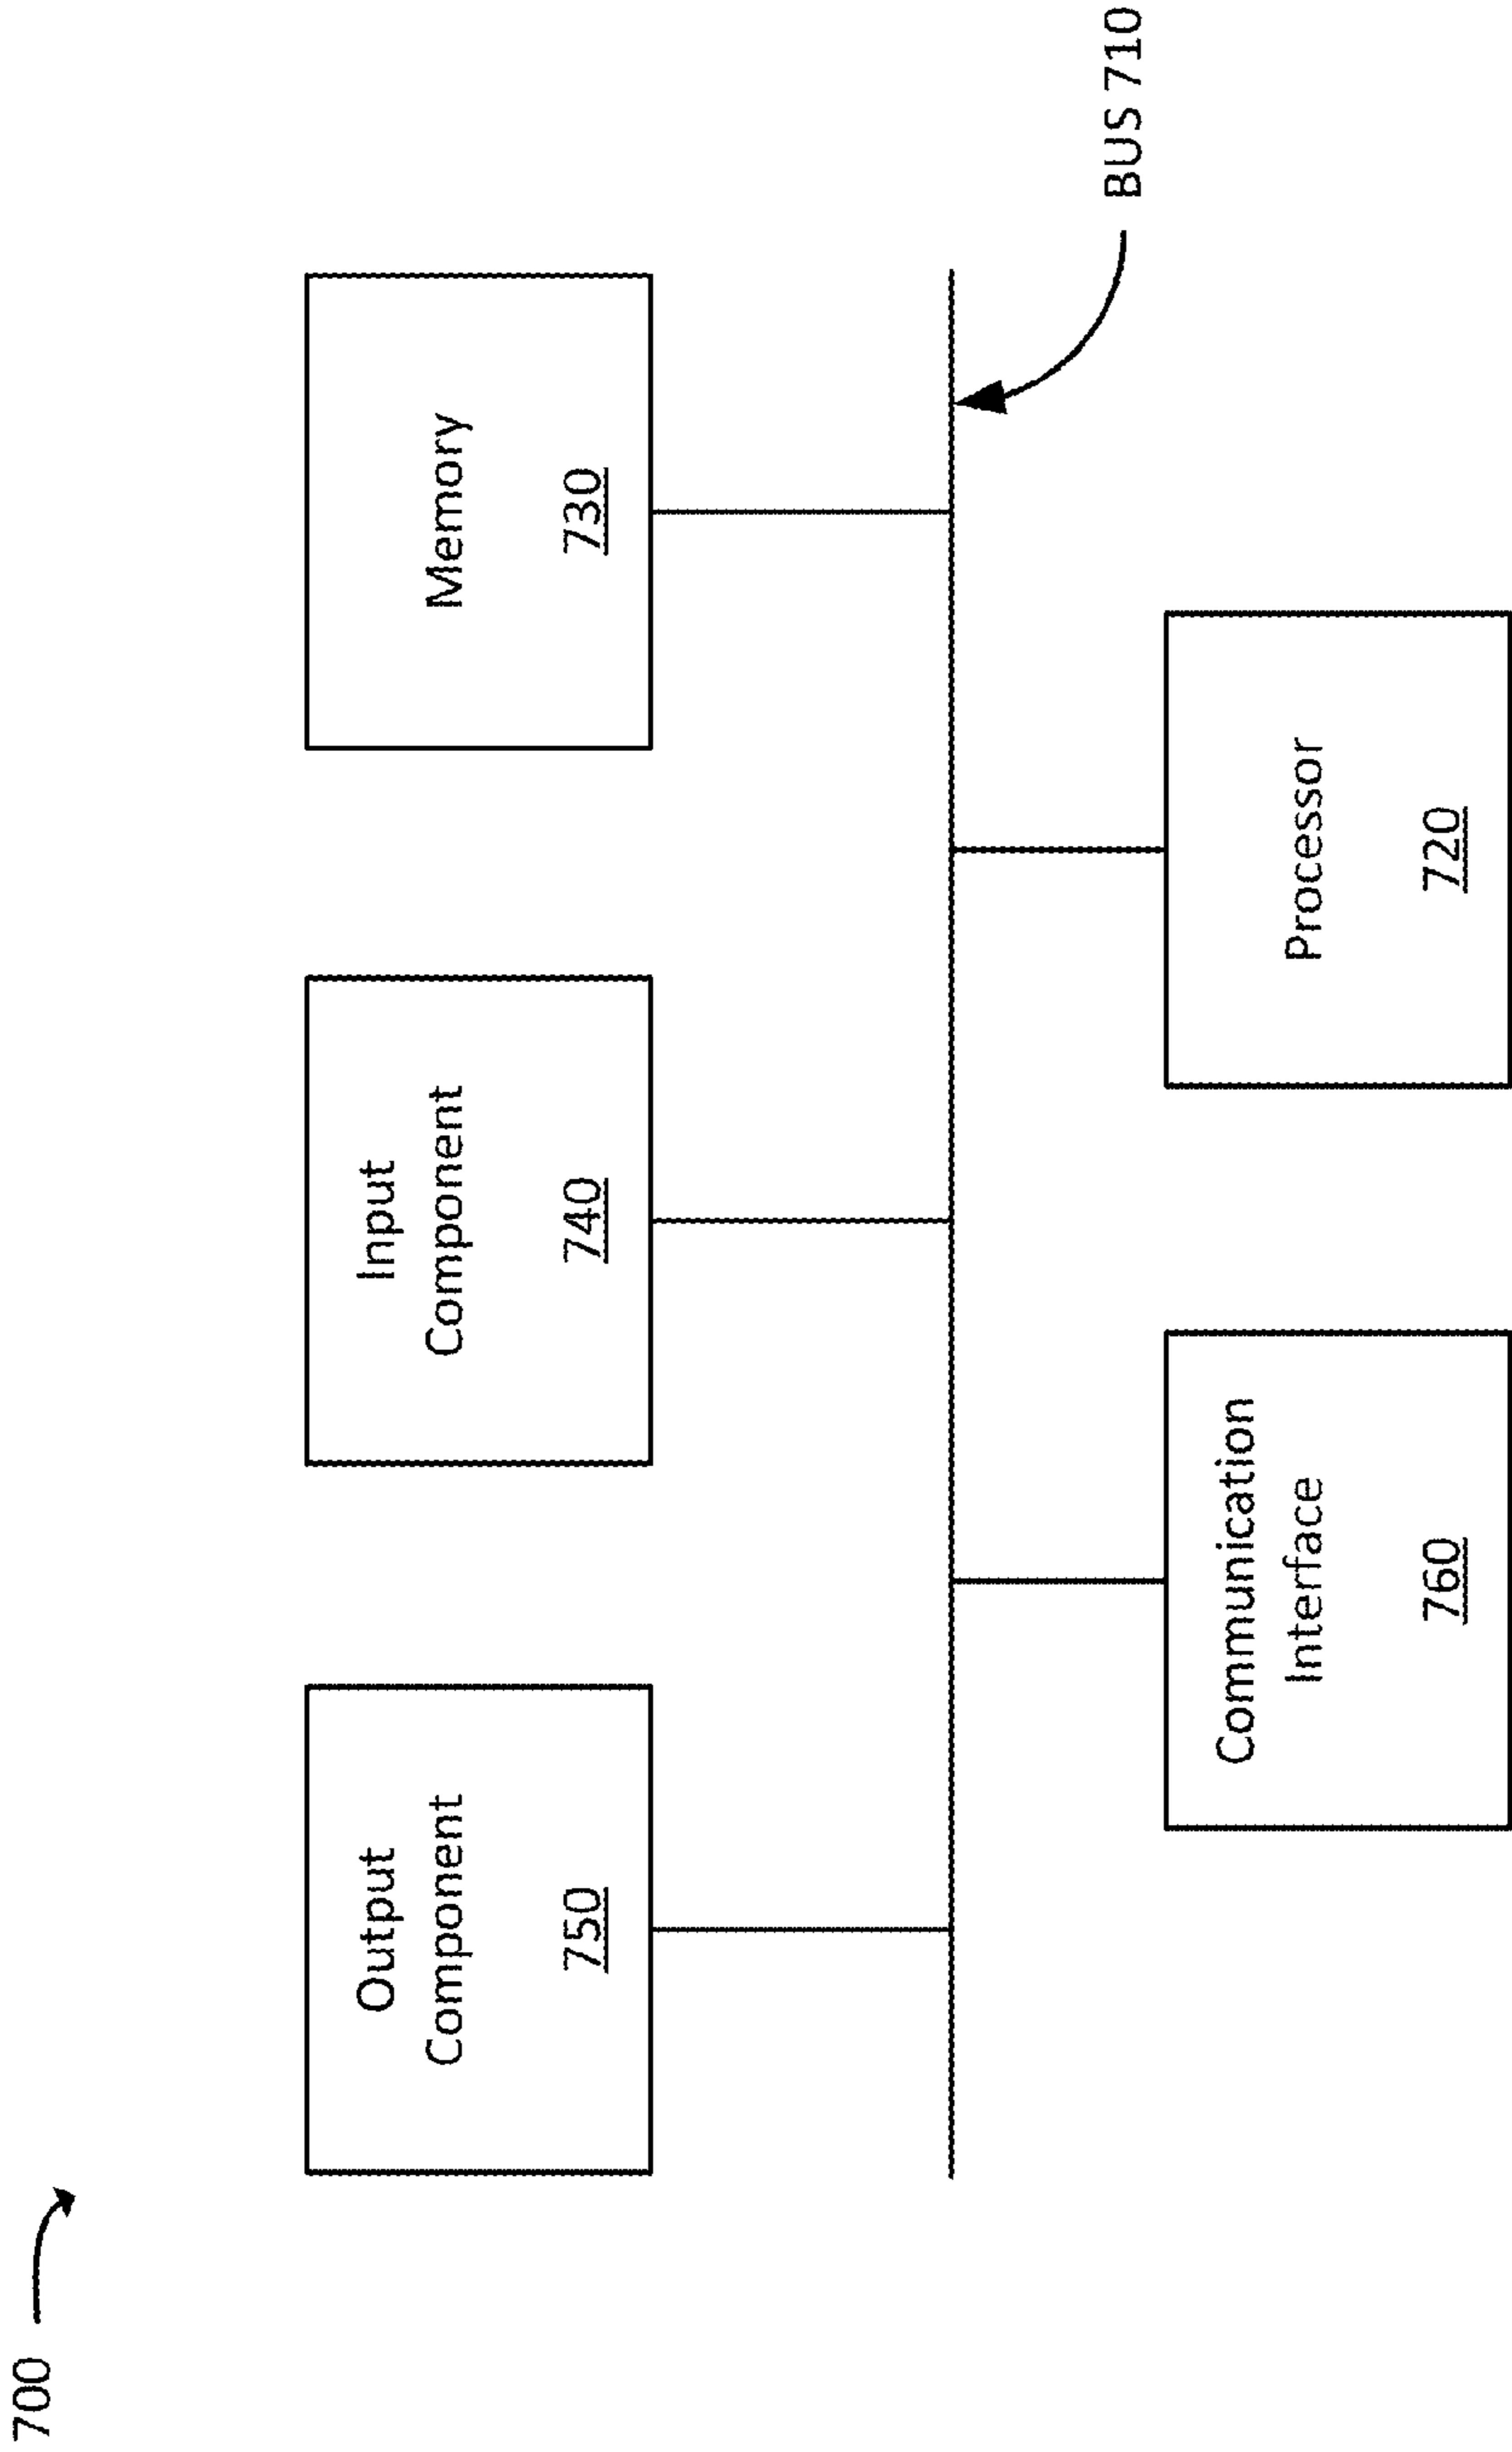 700
Output
Component
750
Input
Component
740
Memory
730
BUS 710
Communication
Interface
760
Processor
720